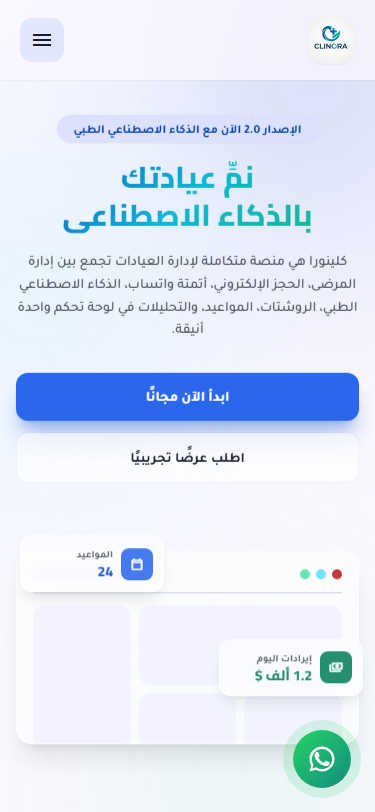 CLINORA
الإصدار 2.0 الآن مع الذكاء الاصطناعي الطبي
نمِّ عيادتك
بالذكاء الاصطناعي
كلينورا هي منصة متكاملة لإدارة العيادات تجمع بين إدارة
المرضى، الحجز الإلكتروني، أتمتة واتساب، الذكاء الاصطناعي
الطبي، الروشتات، المواعيد، والتحليلات في لوحة تحكم واحدة
أنيقة.
ابدأ الآن مجانًا
اطلب عرضًا تجريبيًا
المواعيد
24
إيرادات اليوم
1.2 ألف $